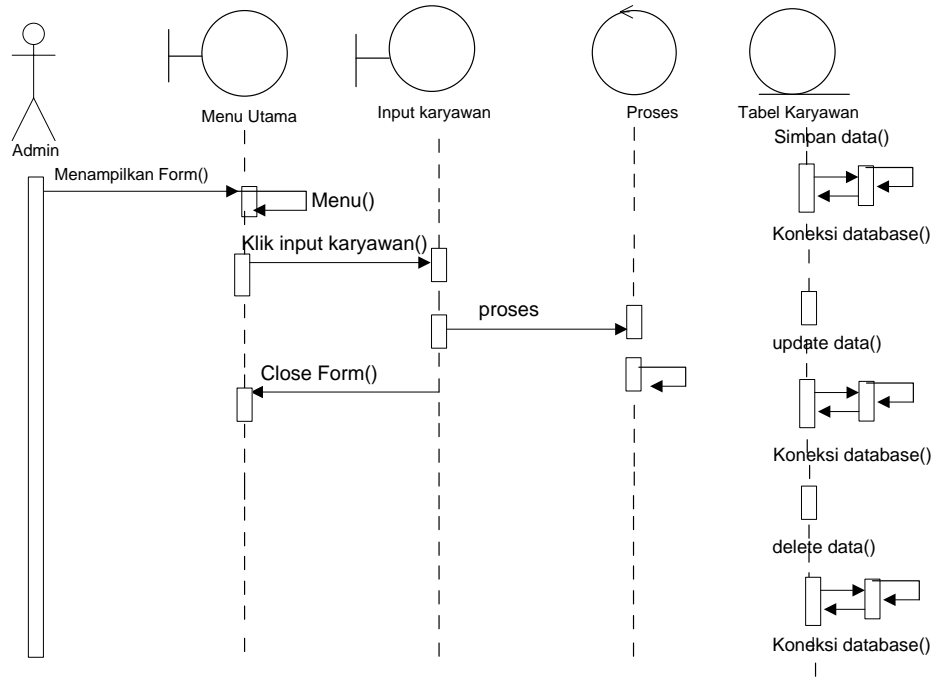 Menu Utama
Input karyawan
Proses
Tabel Karyawan
Admin
Simpan data()
Menampilkan Form()
Menu()
Koneksi database()
Klik input karyawan()
proses
update data()
Close Form()
Koneksi database()
delete data()
Koneksi database()